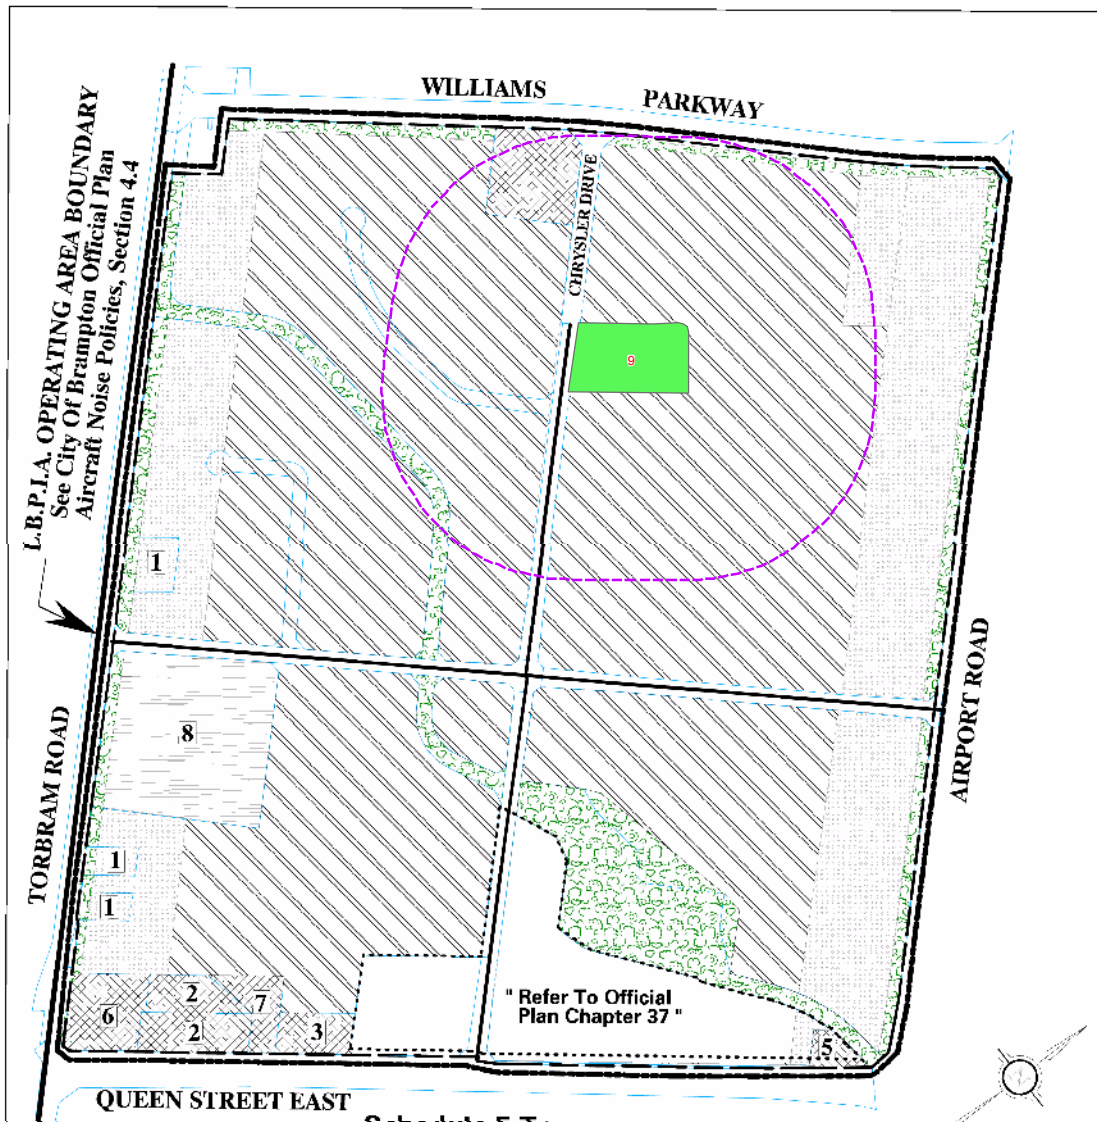 WILLIAMS PARKWAY
L.B.P.I.A. OPERATING AREA BOUNDARY
See City Of Brampton Official Plan
Aircraft Noise Policies, Section 4.4
CHRYSLER DRIVE
9
1
8
TORBRAM ROAD
AIRPORT ROAD
1
1
2
7
6
2
3
" Refer To Official
Plan Chapter 37 "
5
QUEEN STREET EAST